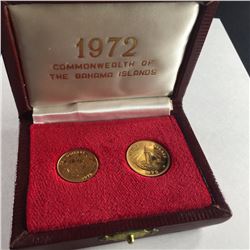 1972
COMMONWEALTH OF
THE BAHAMA ISLANDS